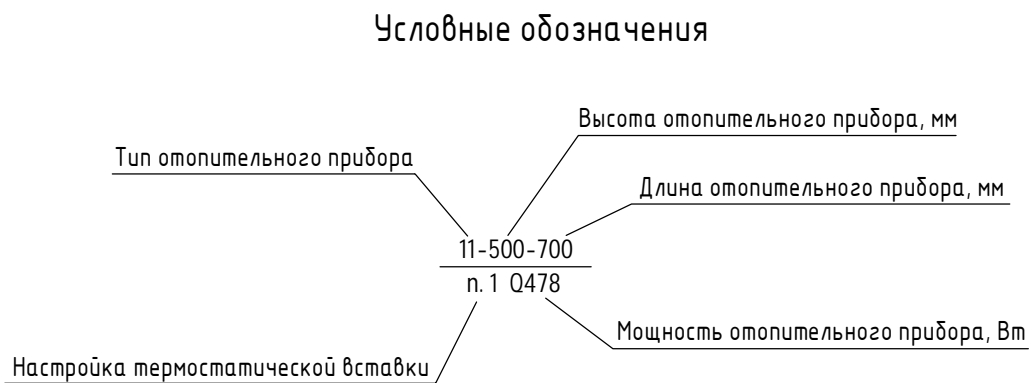 Условные обозначения
Высота отопительного прибора, мм
Тип отопительного прибора
Длина отопительного прибора, мм
11-500-700
п. 1 Q478
Мощность отопительного прибора, Вт
Настройка термостатической вставки